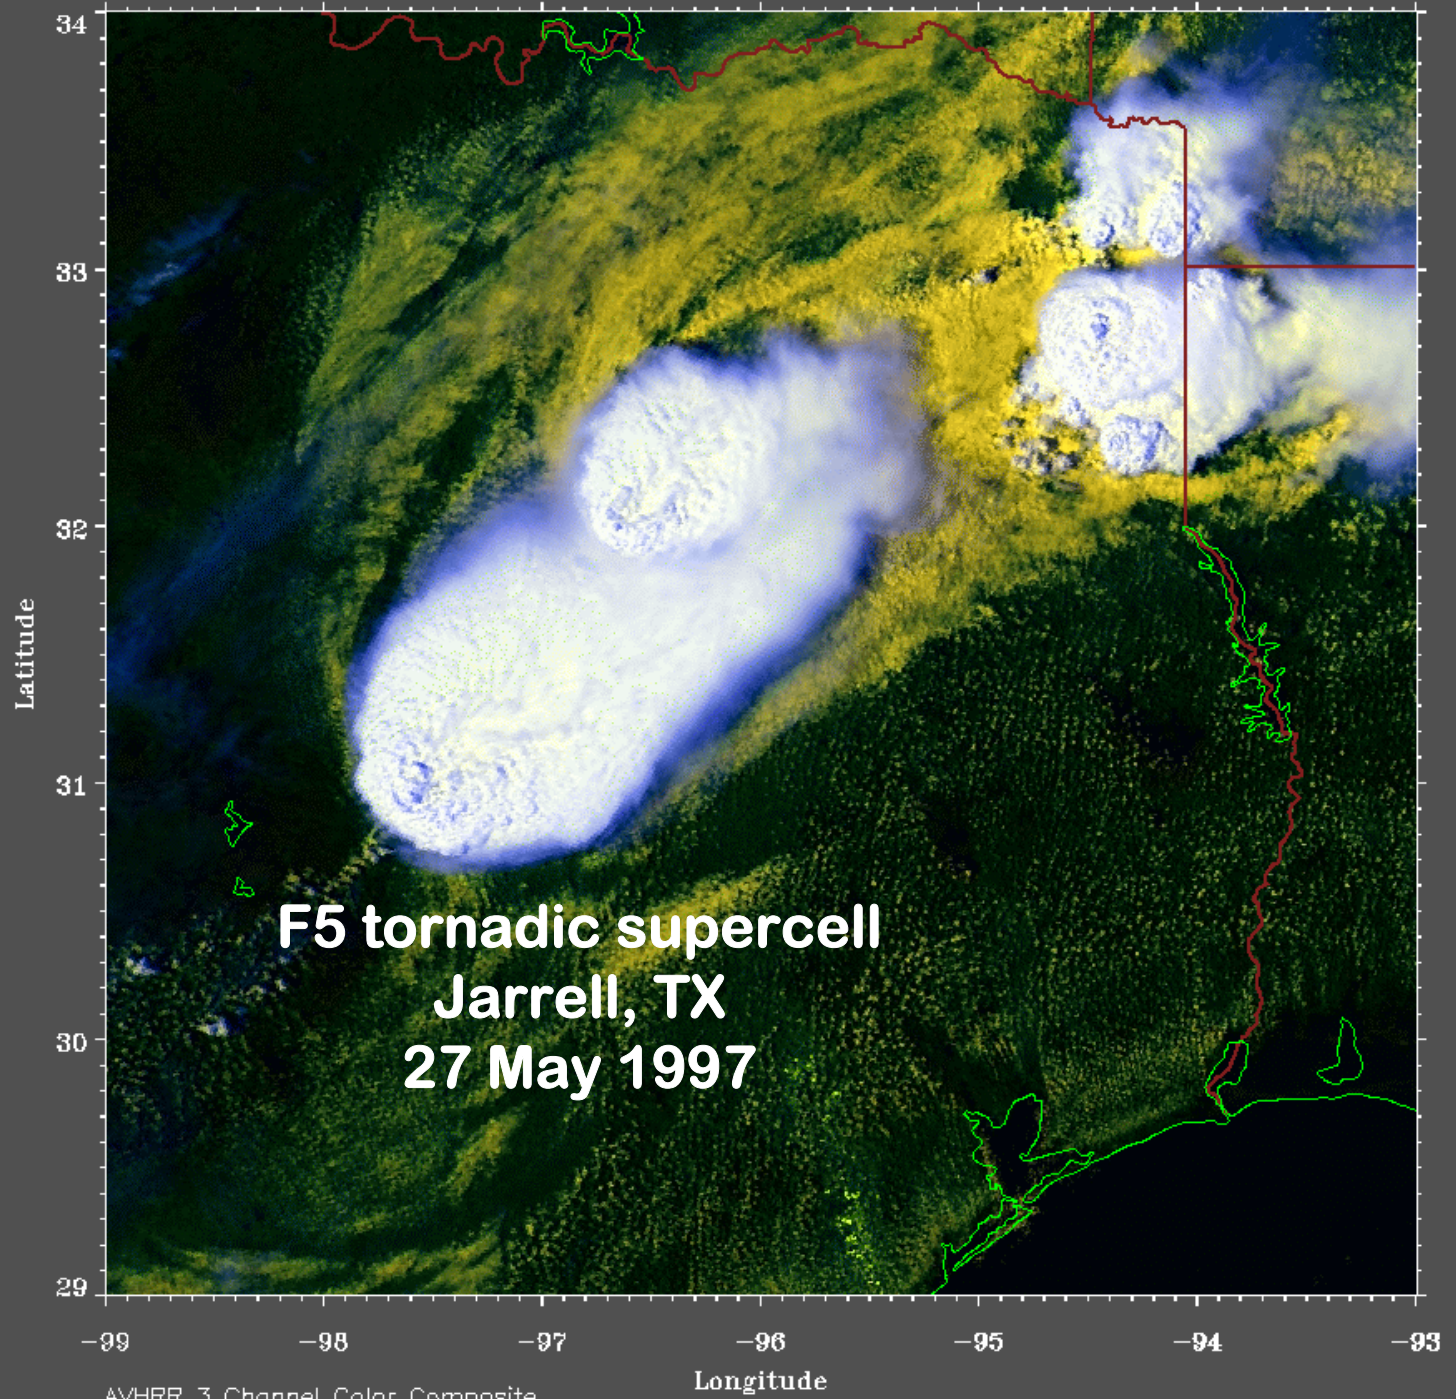 34
33
32
31
30
29
Latitude
F5 tornadic supercell
Jarrell, TX
27 May 1997
−99 −98 −97 −96 −95 −94 −93
Longitude
AVHRR 3 Channel Color Composite